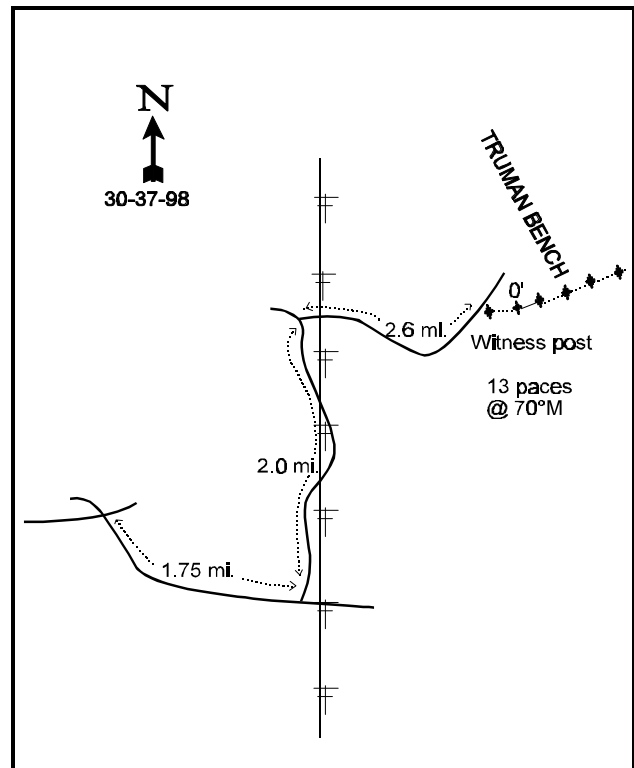 N
30-37-98
TRUMAN BENCH
0'
2.6 mi.
Witness post
13 paces
@ 70°M
2.0 mi.
1.75 mi.